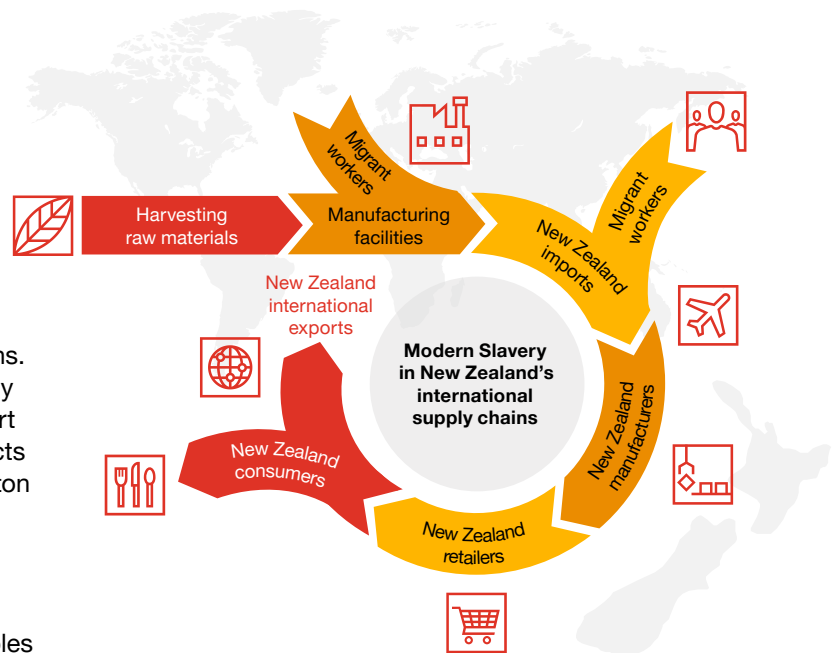 Harvesting
raw materials
Migrant
workers
Manufacturing
facilities
New Zealand
imports
Migrant
workers
New Zealand
manufacturers
New Zealand
retailers
New Zealand
consumers
New Zealand
international
exports
Modern Slavery
in New Zealand's
international
supply chains